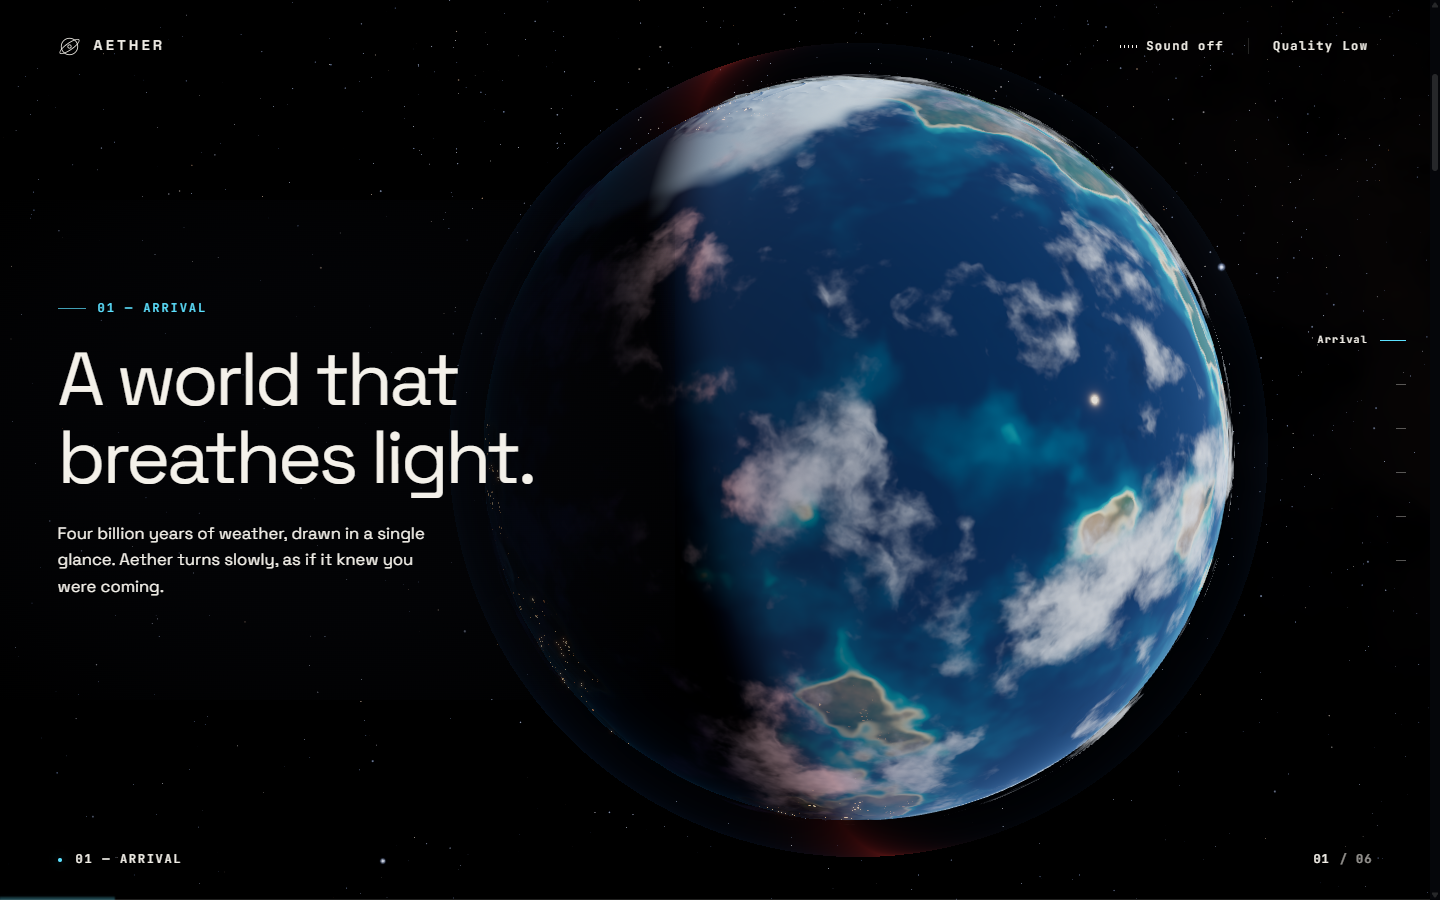 AETHER
Sound off
Quality Low
01 — ARRIVAL
A world that
breathes light.
Four billion years of weather, drawn in a single
glance. Aether turns slowly, as if it knew you
were coming.
Arrival
01 — ARRIVAL
01 / 06